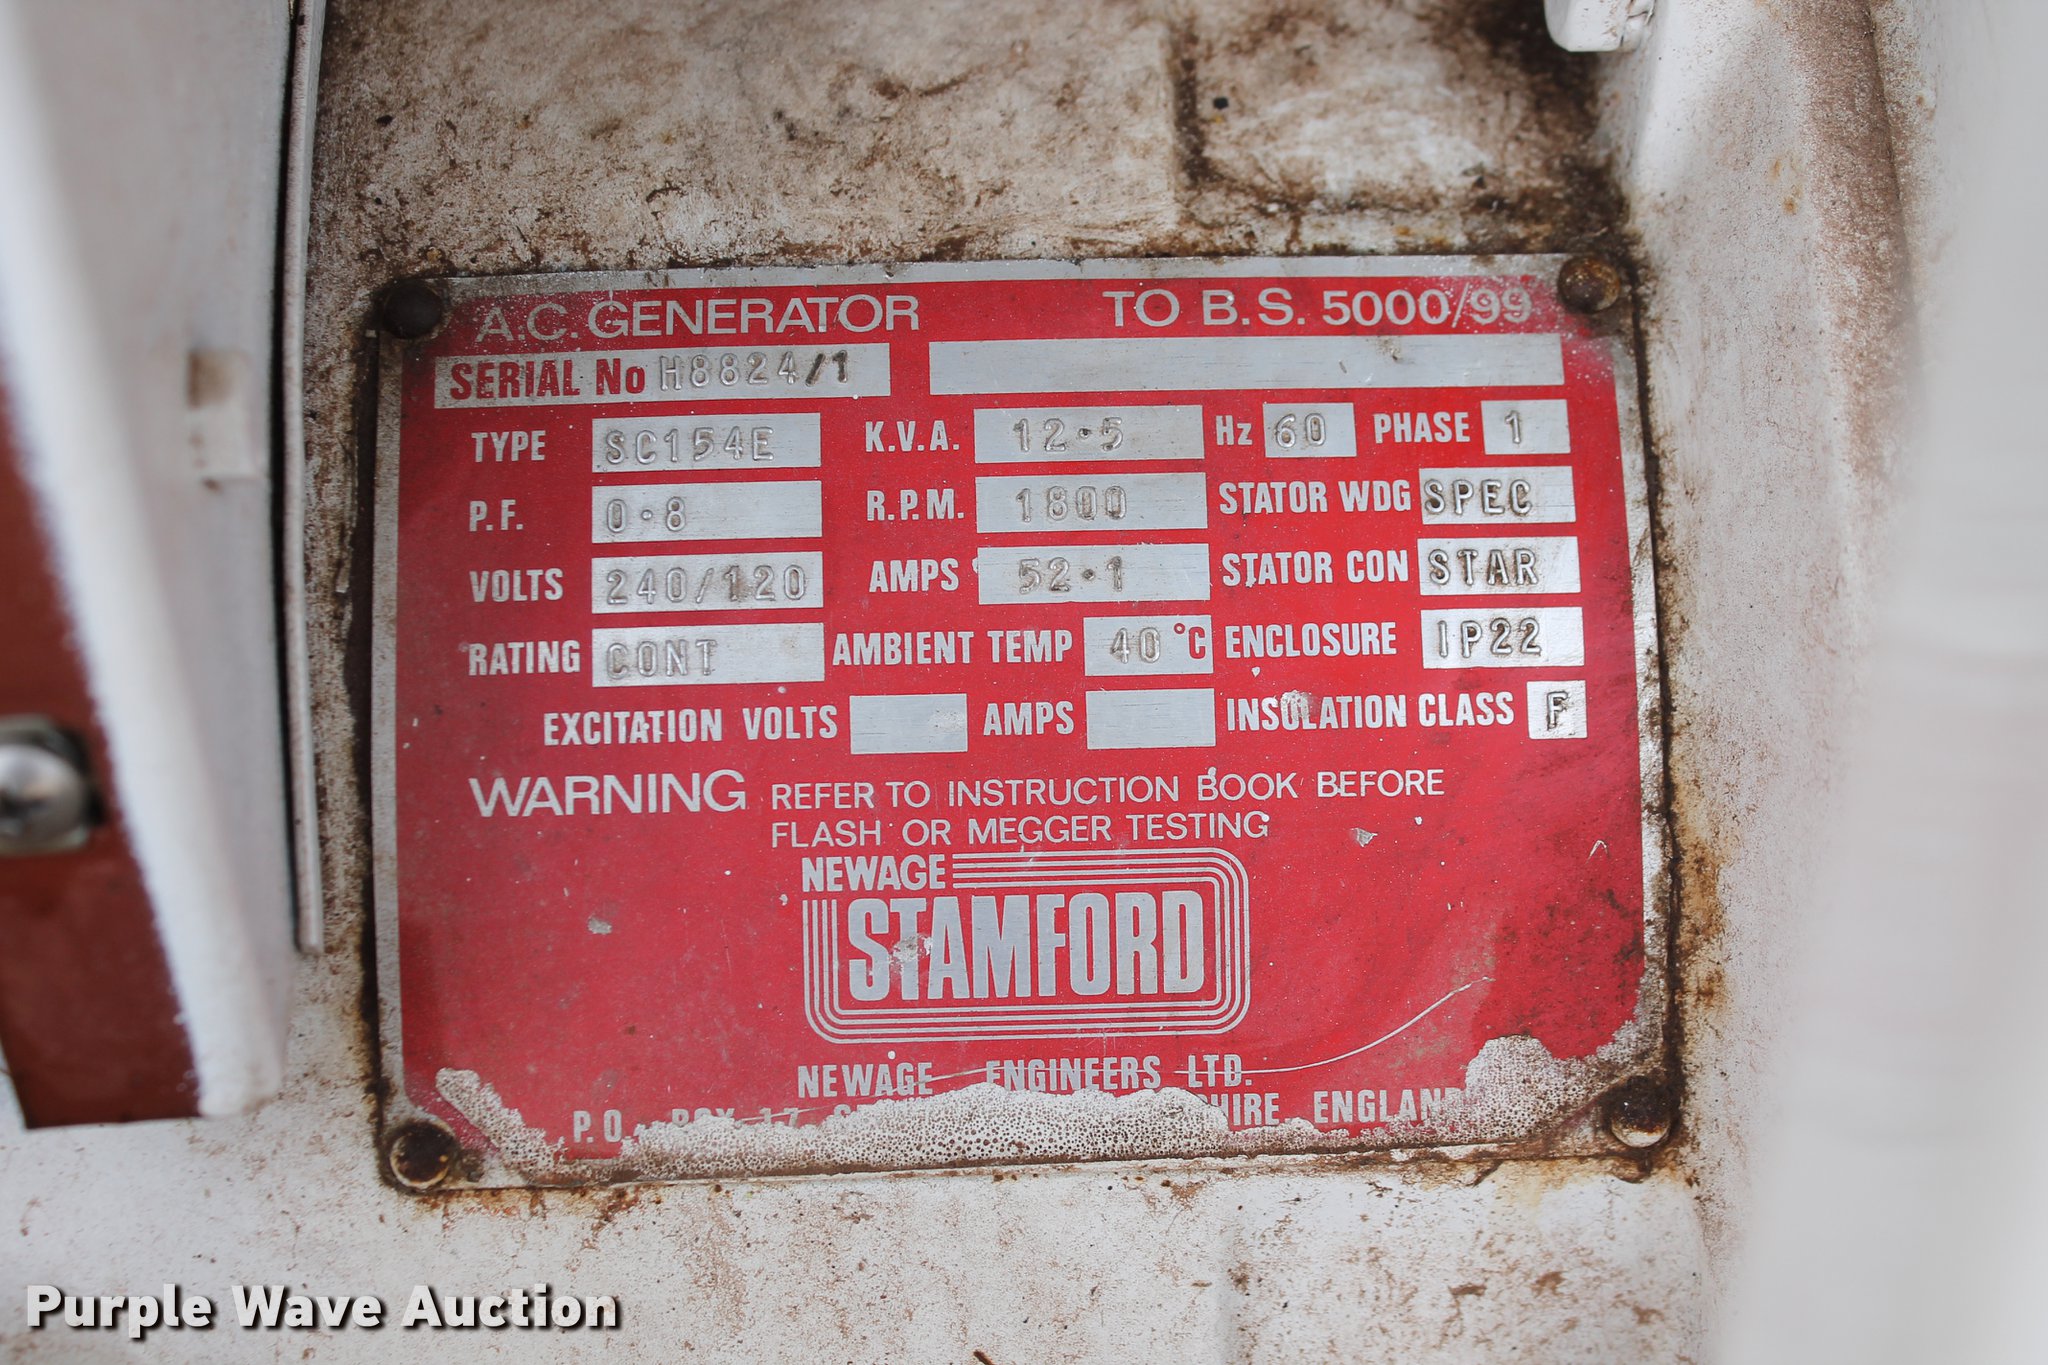 A.C. GENERATOR TO B.S. 5000/99
SERIAL No H8824/1
TYPE SC154E K.V.A. 12·5 Hz 60 PHASE 1
P.F. 0·8 R.P.M. 1800 STATOR WDG SPEC
VOLTS 240/120 AMPS 52·1 STATOR CON STAR
RATING CONT AMBIENT TEMP 40°C ENCLOSURE IP22
EXCITATION VOLTS AMPS INSULATION CLASS F
WARNING REFER TO INSTRUCTION BOOK BEFORE
FLASH OR MEGGER TESTING
NEWAGE
STAMFORD
NEWAGE ENGINEERS LTD.
P.O. BOX 17 ENGLAND
Purple Wave Auction